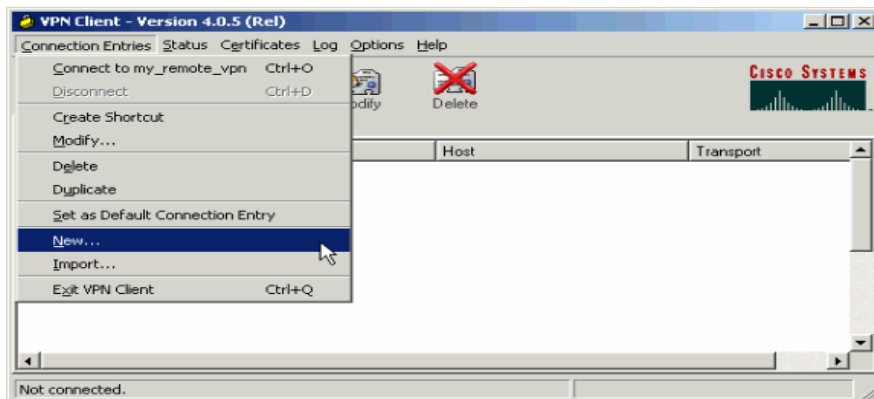 VPN Client - Version 4.0.5 (Rel)
Connection Entries Status Certificates Log Options Help
Connect to my_remote_vpn Ctrl+O
Disconnect Ctrl+D
Create Shortcut
Modify...
Delete
Duplicate
Set as Default Connection Entry
New...
Import...
Exit VPN Client Ctrl+Q
Delete
CISCO SYSTEMS
Host Transport
Not connected.